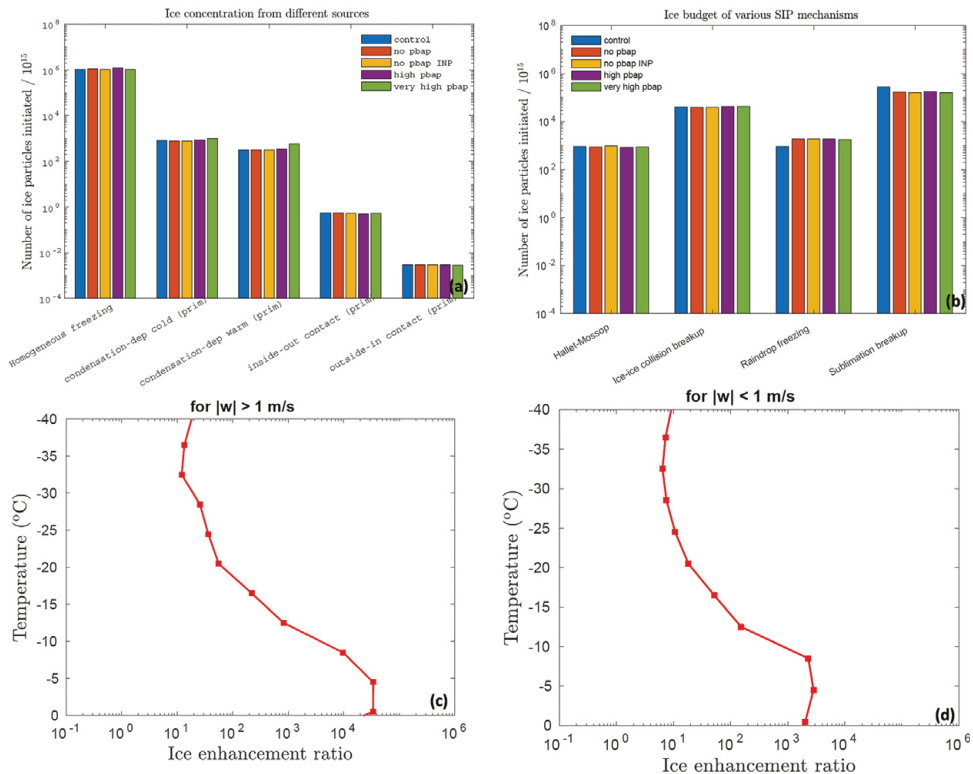 Ice concentration from different sources
Number of ice particles initiated / 10^15
10^8
10^6
10^4
10^2
10^0
10^-2
10^-4
control
no pbap
no pbap INP
high pbap
very high pbap
(a)
Homogeneous freezing
condensation-dep cold (prim)
condensation-dep warm (prim)
inside-out contact (prim)
outside-in contact (prim)
Ice budget of various SIP mechanisms
Number of ice particles initiated / 10^15
10^8
10^6
10^4
10^2
10^0
10^-2
10^-4
control
no pbap
no pbap INP
high pbap
very high pbap
(b)
Hallet-Mossop
Ice-ice collision breakup
Raindrop freezing
Sublimation breakup
for |w| > 1 m/s
Temperature (°C)
-40
-35
-30
-25
-20
-15
-10
-5
0
(c)
10^-1 10^0 10^1 10^2 10^3 10^4 10^6
Ice enhancement ratio
for |w| < 1 m/s
Temperature (°C)
-40
-35
-30
-25
-20
-15
-10
-5
0
(d)
10^-1 10^0 10^1 10^2 10^3 10^4 10^6
Ice enhancement ratio